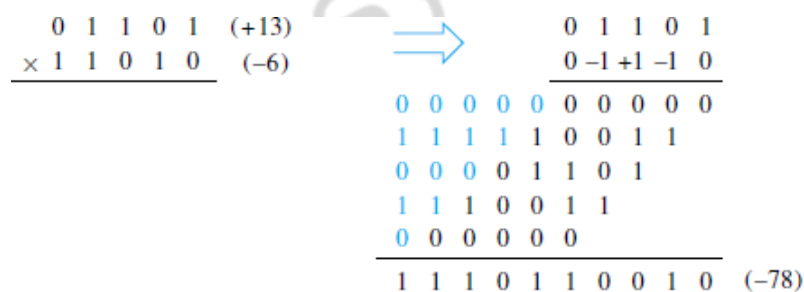 0 1 1 0 1 (+13)
× 1 1 0 1 0 (–6)
0 1 1 0 1
0 –1 +1 –1 0
0 0 0 0 0 0 0 0 0 0
1 1 1 1 1 0 0 1 1
0 0 0 0 1 1 0 1
1 1 1 0 0 1 1
0 0 0 0 0 0
1 1 1 0 1 1 0 0 1 0 (–78)